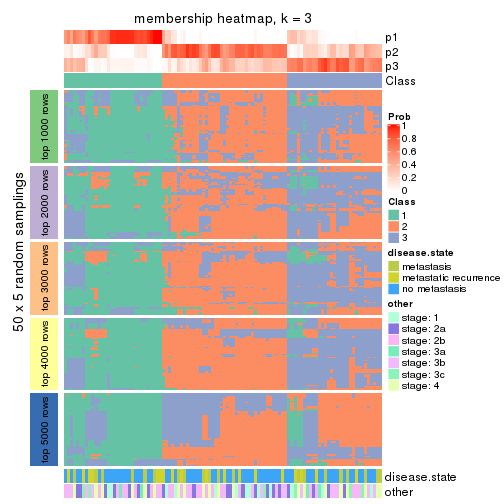 membership heatmap, k = 3
p1
p2
p3
Class
50 x 5 random samplings
top 1000 rows
top 2000 rows
top 3000 rows
top 4000 rows
top 5000 rows
Prob
1
0.8
0.6
0.4
0.2
0
Class
1
2
3
disease.state
metastasis
metastatic recurrence
no metastasis
other
stage: 1
stage: 2a
stage: 2b
stage: 3a
stage: 3b
stage: 3c
stage: 4
disease.state
other